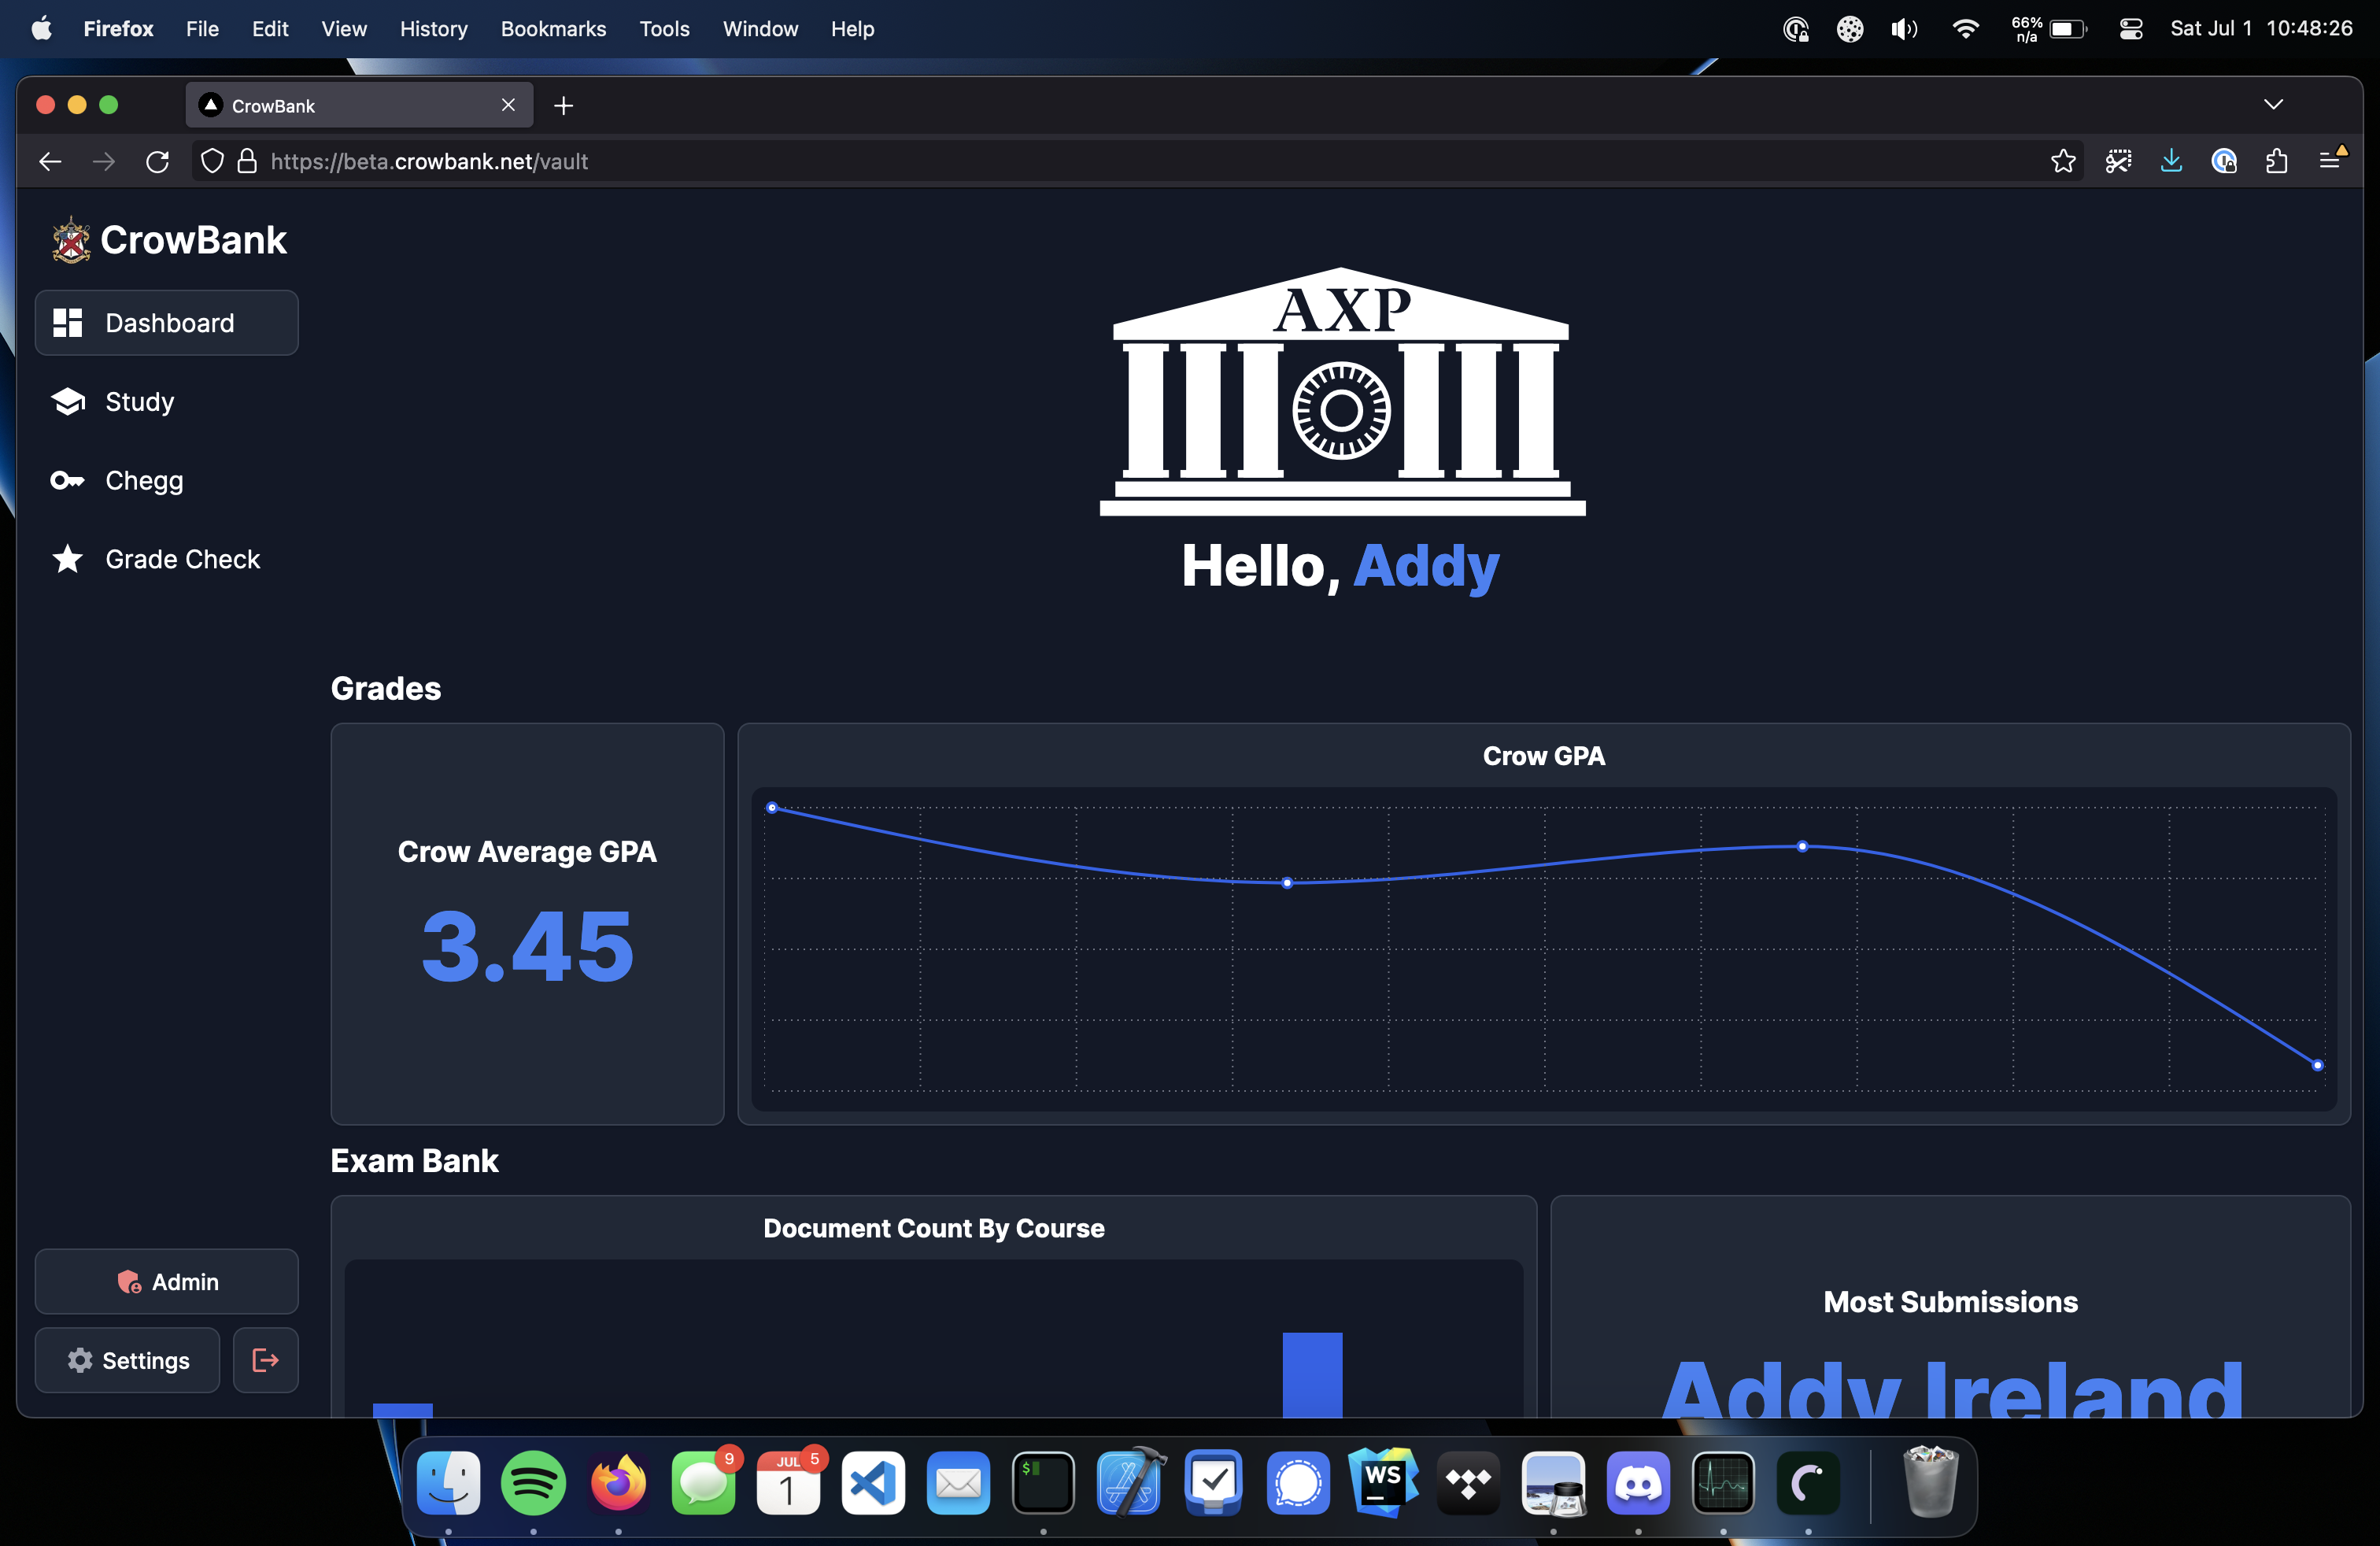 Firefox File Edit View History Bookmarks Tools Window Help
66%
n/a
Sat Jul 1 10:48:26
CrowBank
https://beta.crowbank.net/vault
CrowBank
Dashboard
Study
Chegg
Grade Check
AXP
Hello, Addy
Grades
Crow Average GPA
3.45
Crow GPA
Exam Bank
Document Count By Course
Most Submissions
Addy Ireland
Admin
Settings
9
JUL
5
1
$
WS